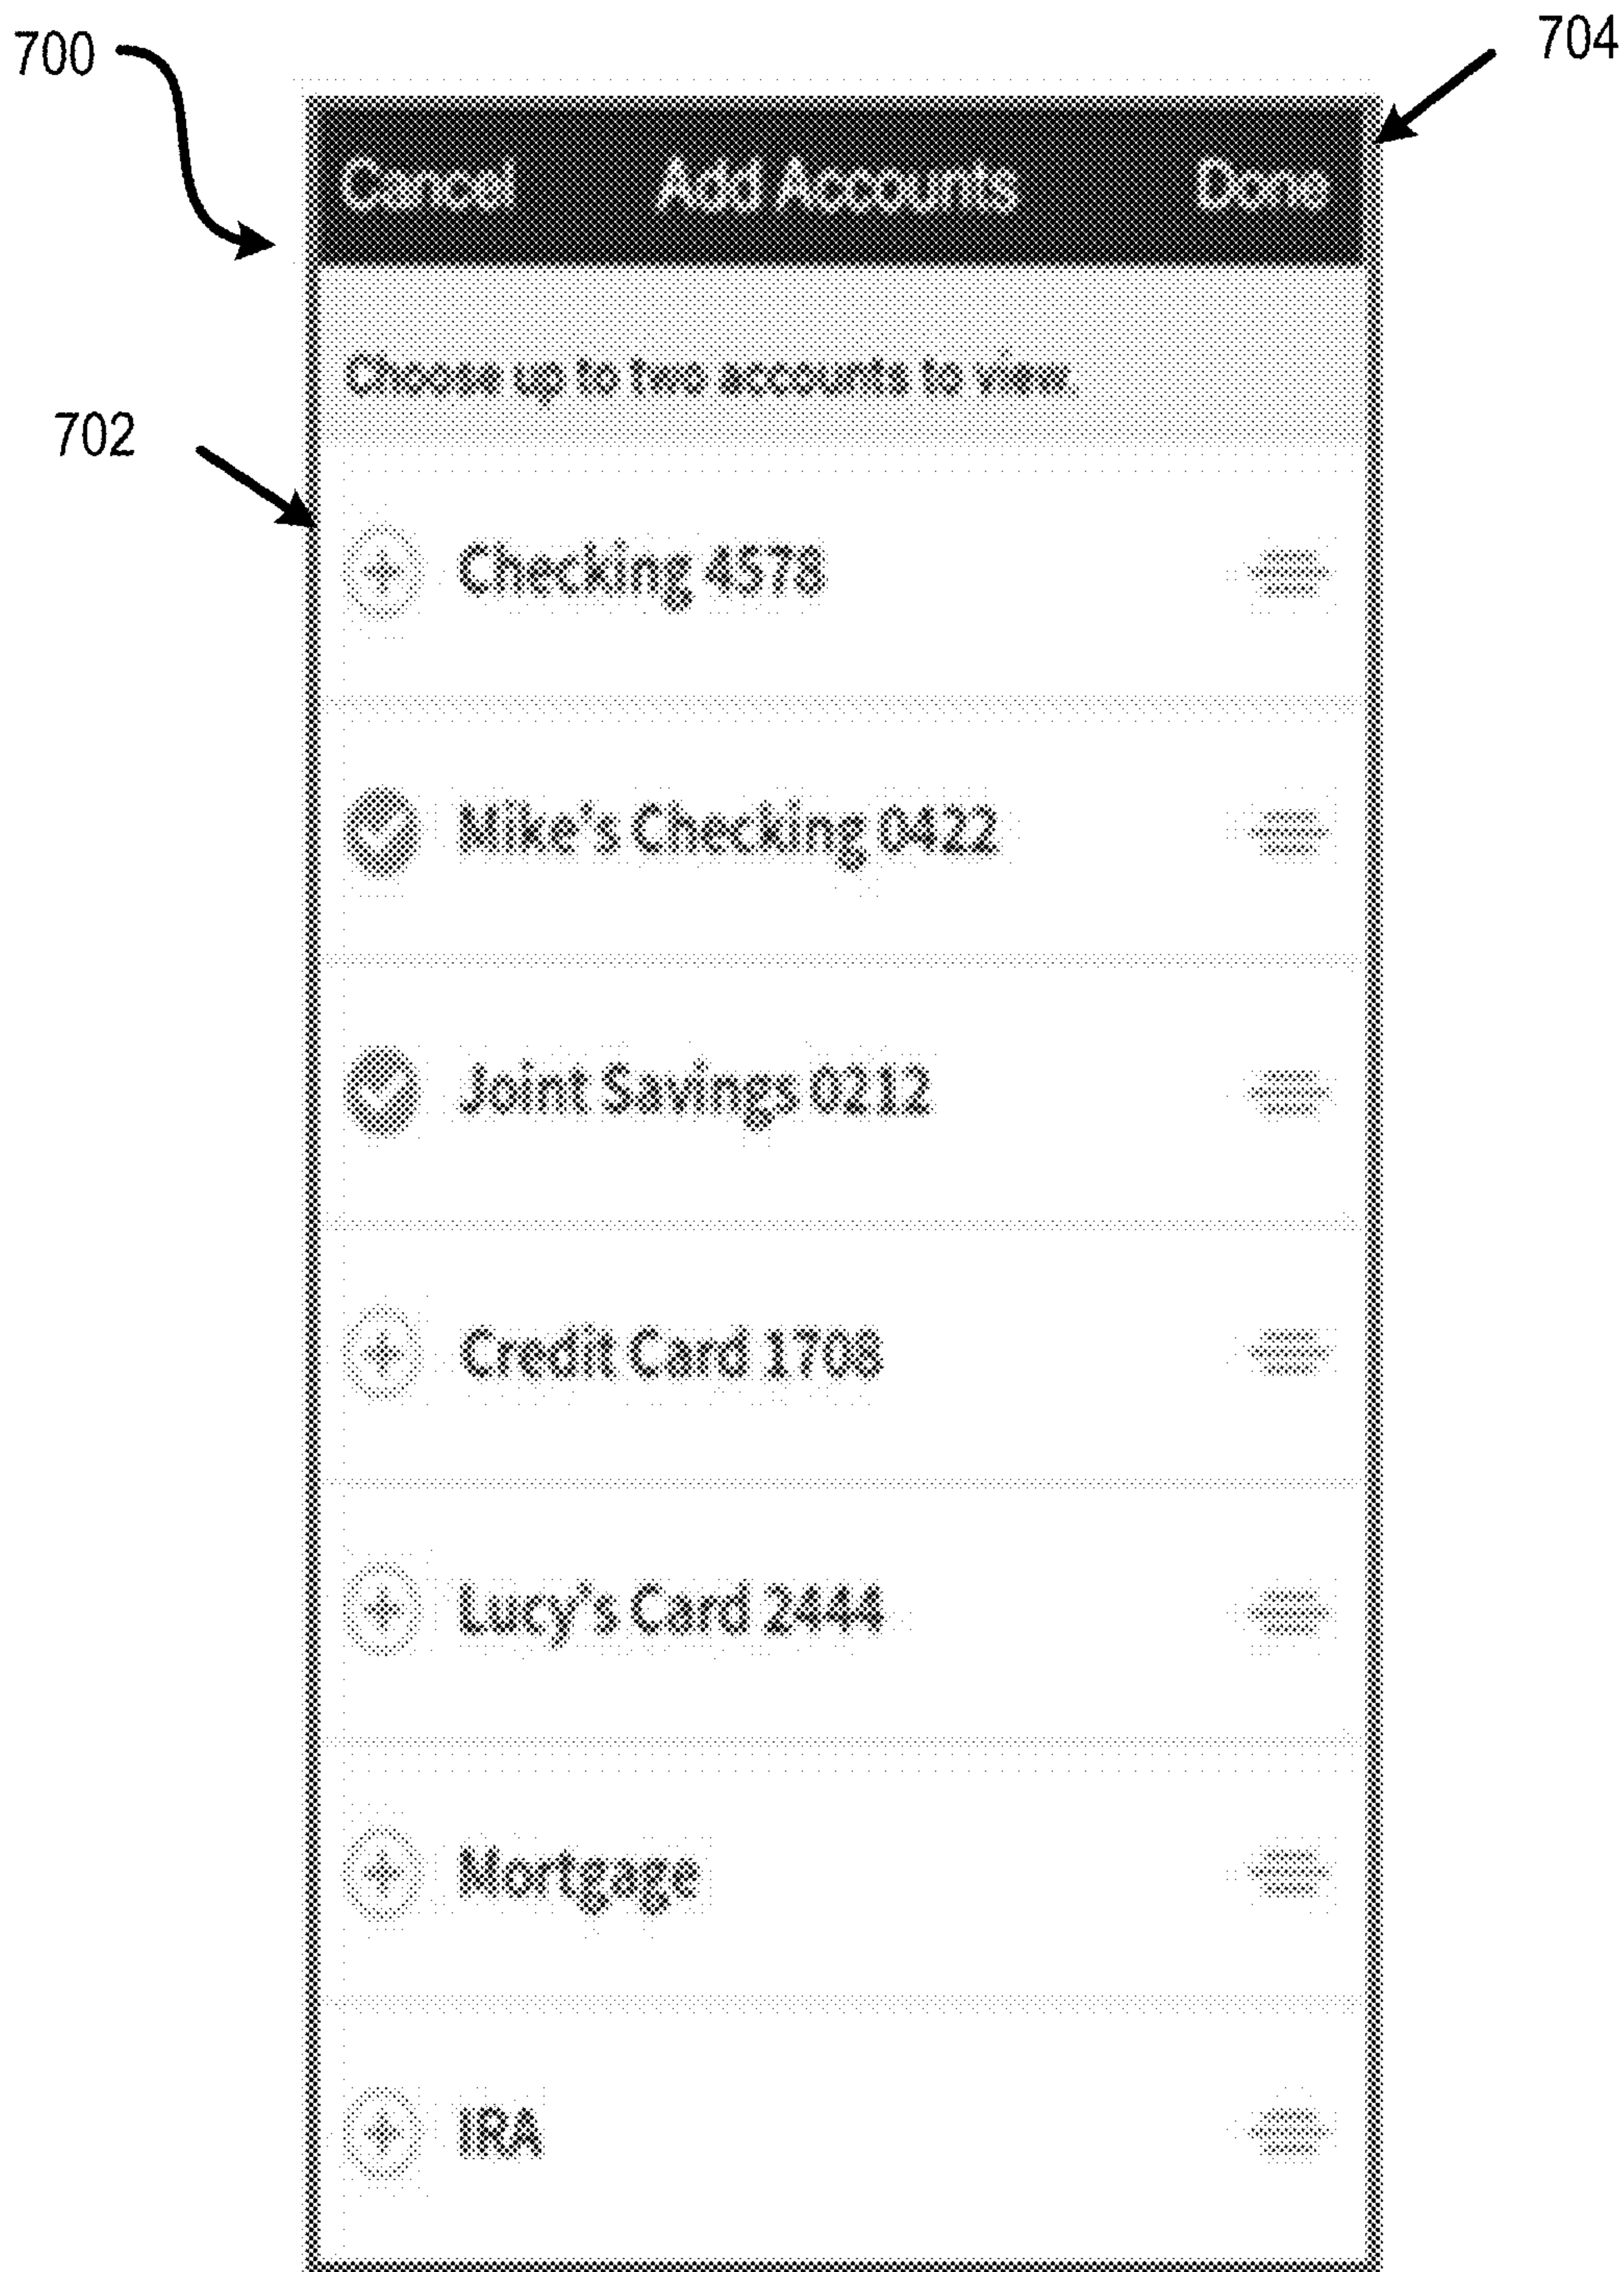 700
704
Cancel Add Accounts Done
Choose up to two accounts to view.
702
Checking 4578
Mike's Checking 0422
Joint Savings 0212
Credit Card 1708
Lucy's Card 2444
Mortgage
IRA